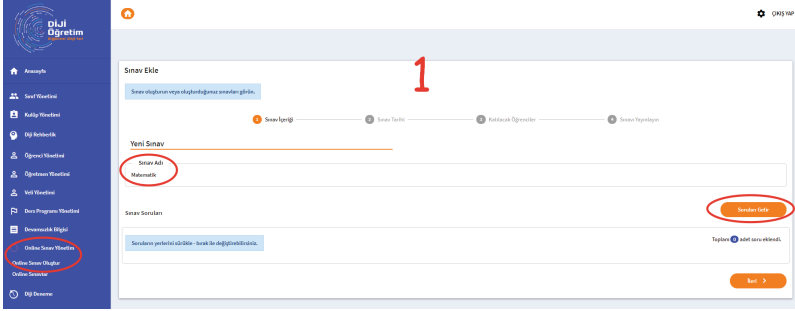 DİJİ
Öğretim
ÇIKIŞ YAP
Anasayfa
Sınıf Yönetimi
Kulüp Yönetimi
Diji Rehberlik
Öğrenci Yönetimi
Öğretmen Yönetimi
Veli Yönetimi
Ders Programı Yönetimi
Devamsızlık Bilgisi
Online Sınav Yönetim
Online Sınav Oluştur
Online Sınavlar
Diji Deneme
Sınav Ekle
1
Sınav oluşturun veya oluşturduğunuz sınavları görün.
1 Sınav İçeriği
2 Sınav Tarihi
3 Katılacak Öğrenciler
4 Sınavı Yayınlayın
Yeni Sınav
Sınav Adı
Matematik
Sınav Soruları
Soruları Getir
Soruların yerlerini sürükle - bırak ile değiştirebilirsiniz.
Toplam 0 adet soru eklendi.
İleri >